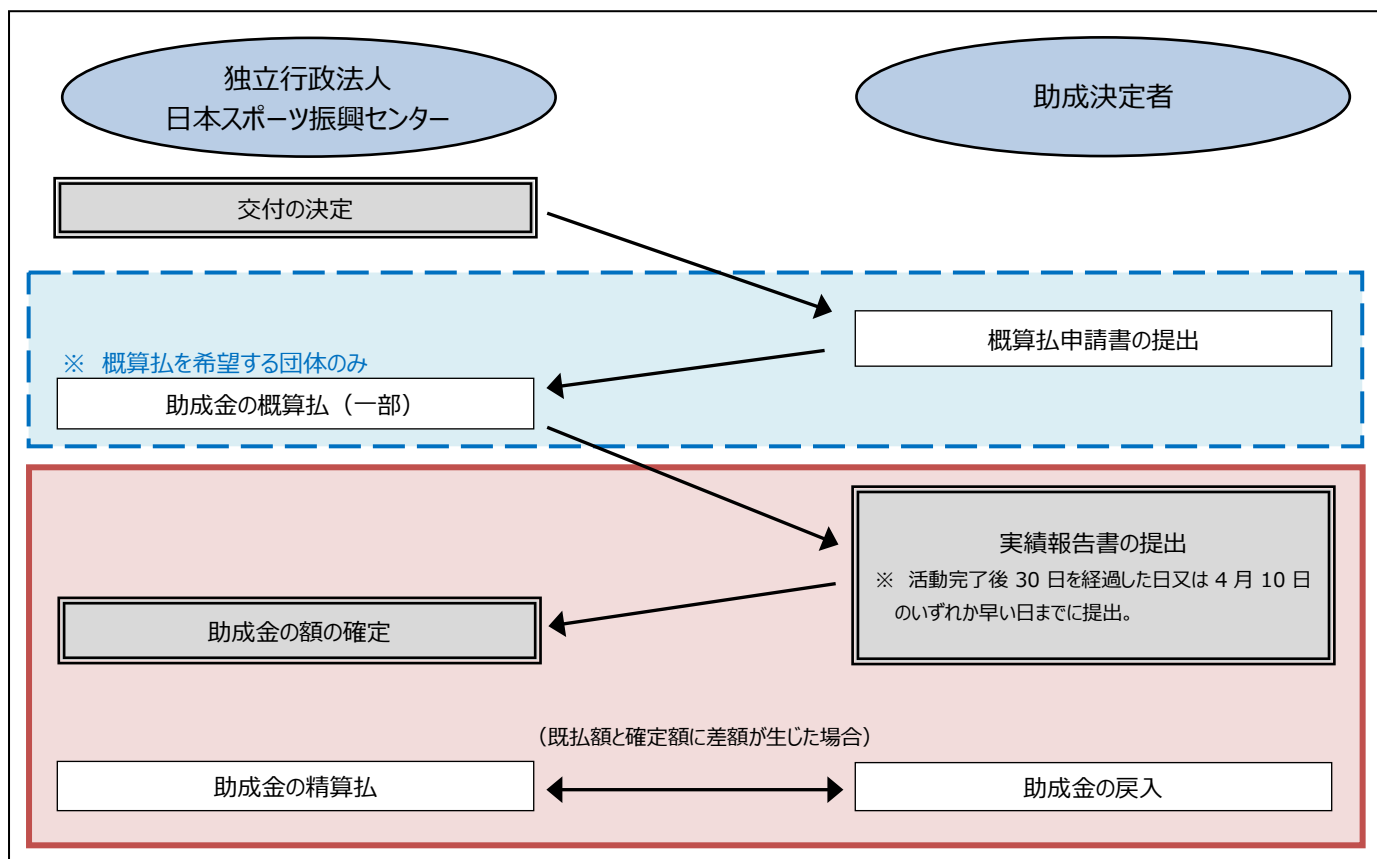 独立行政法人
日本スポーツ振興センター
助成決定者
交付の決定
概算払申請書の提出
※ 概算払を希望する団体のみ
助成金の概算払（一部）
実績報告書の提出
※ 活動完了後 30 日を経過した日又は 4 月 10 日
のいずれか早い日までに提出。
助成金の額の確定
（既払額と確定額に差額が生じた場合）
助成金の精算払
助成金の戻入